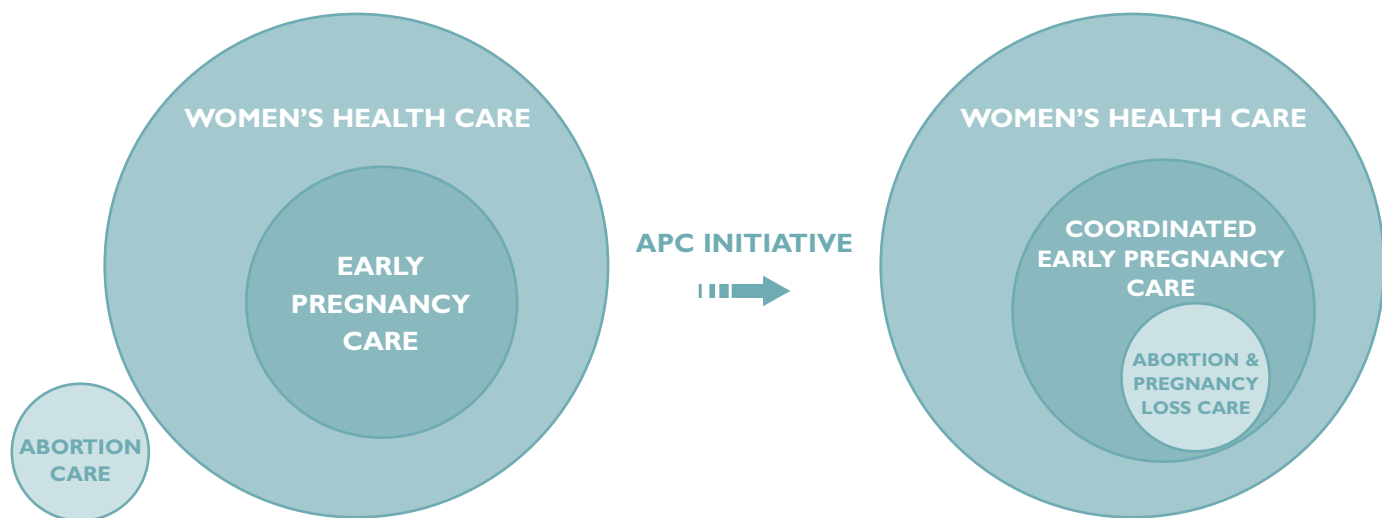 WOMEN'S HEALTH CARE
EARLY
PREGNANCY
CARE
ABORTION
CARE
APC INITIATIVE
WOMEN'S HEALTH CARE
COORDINATED
EARLY PREGNANCY
CARE
ABORTION &
PREGNANCY
LOSS CARE